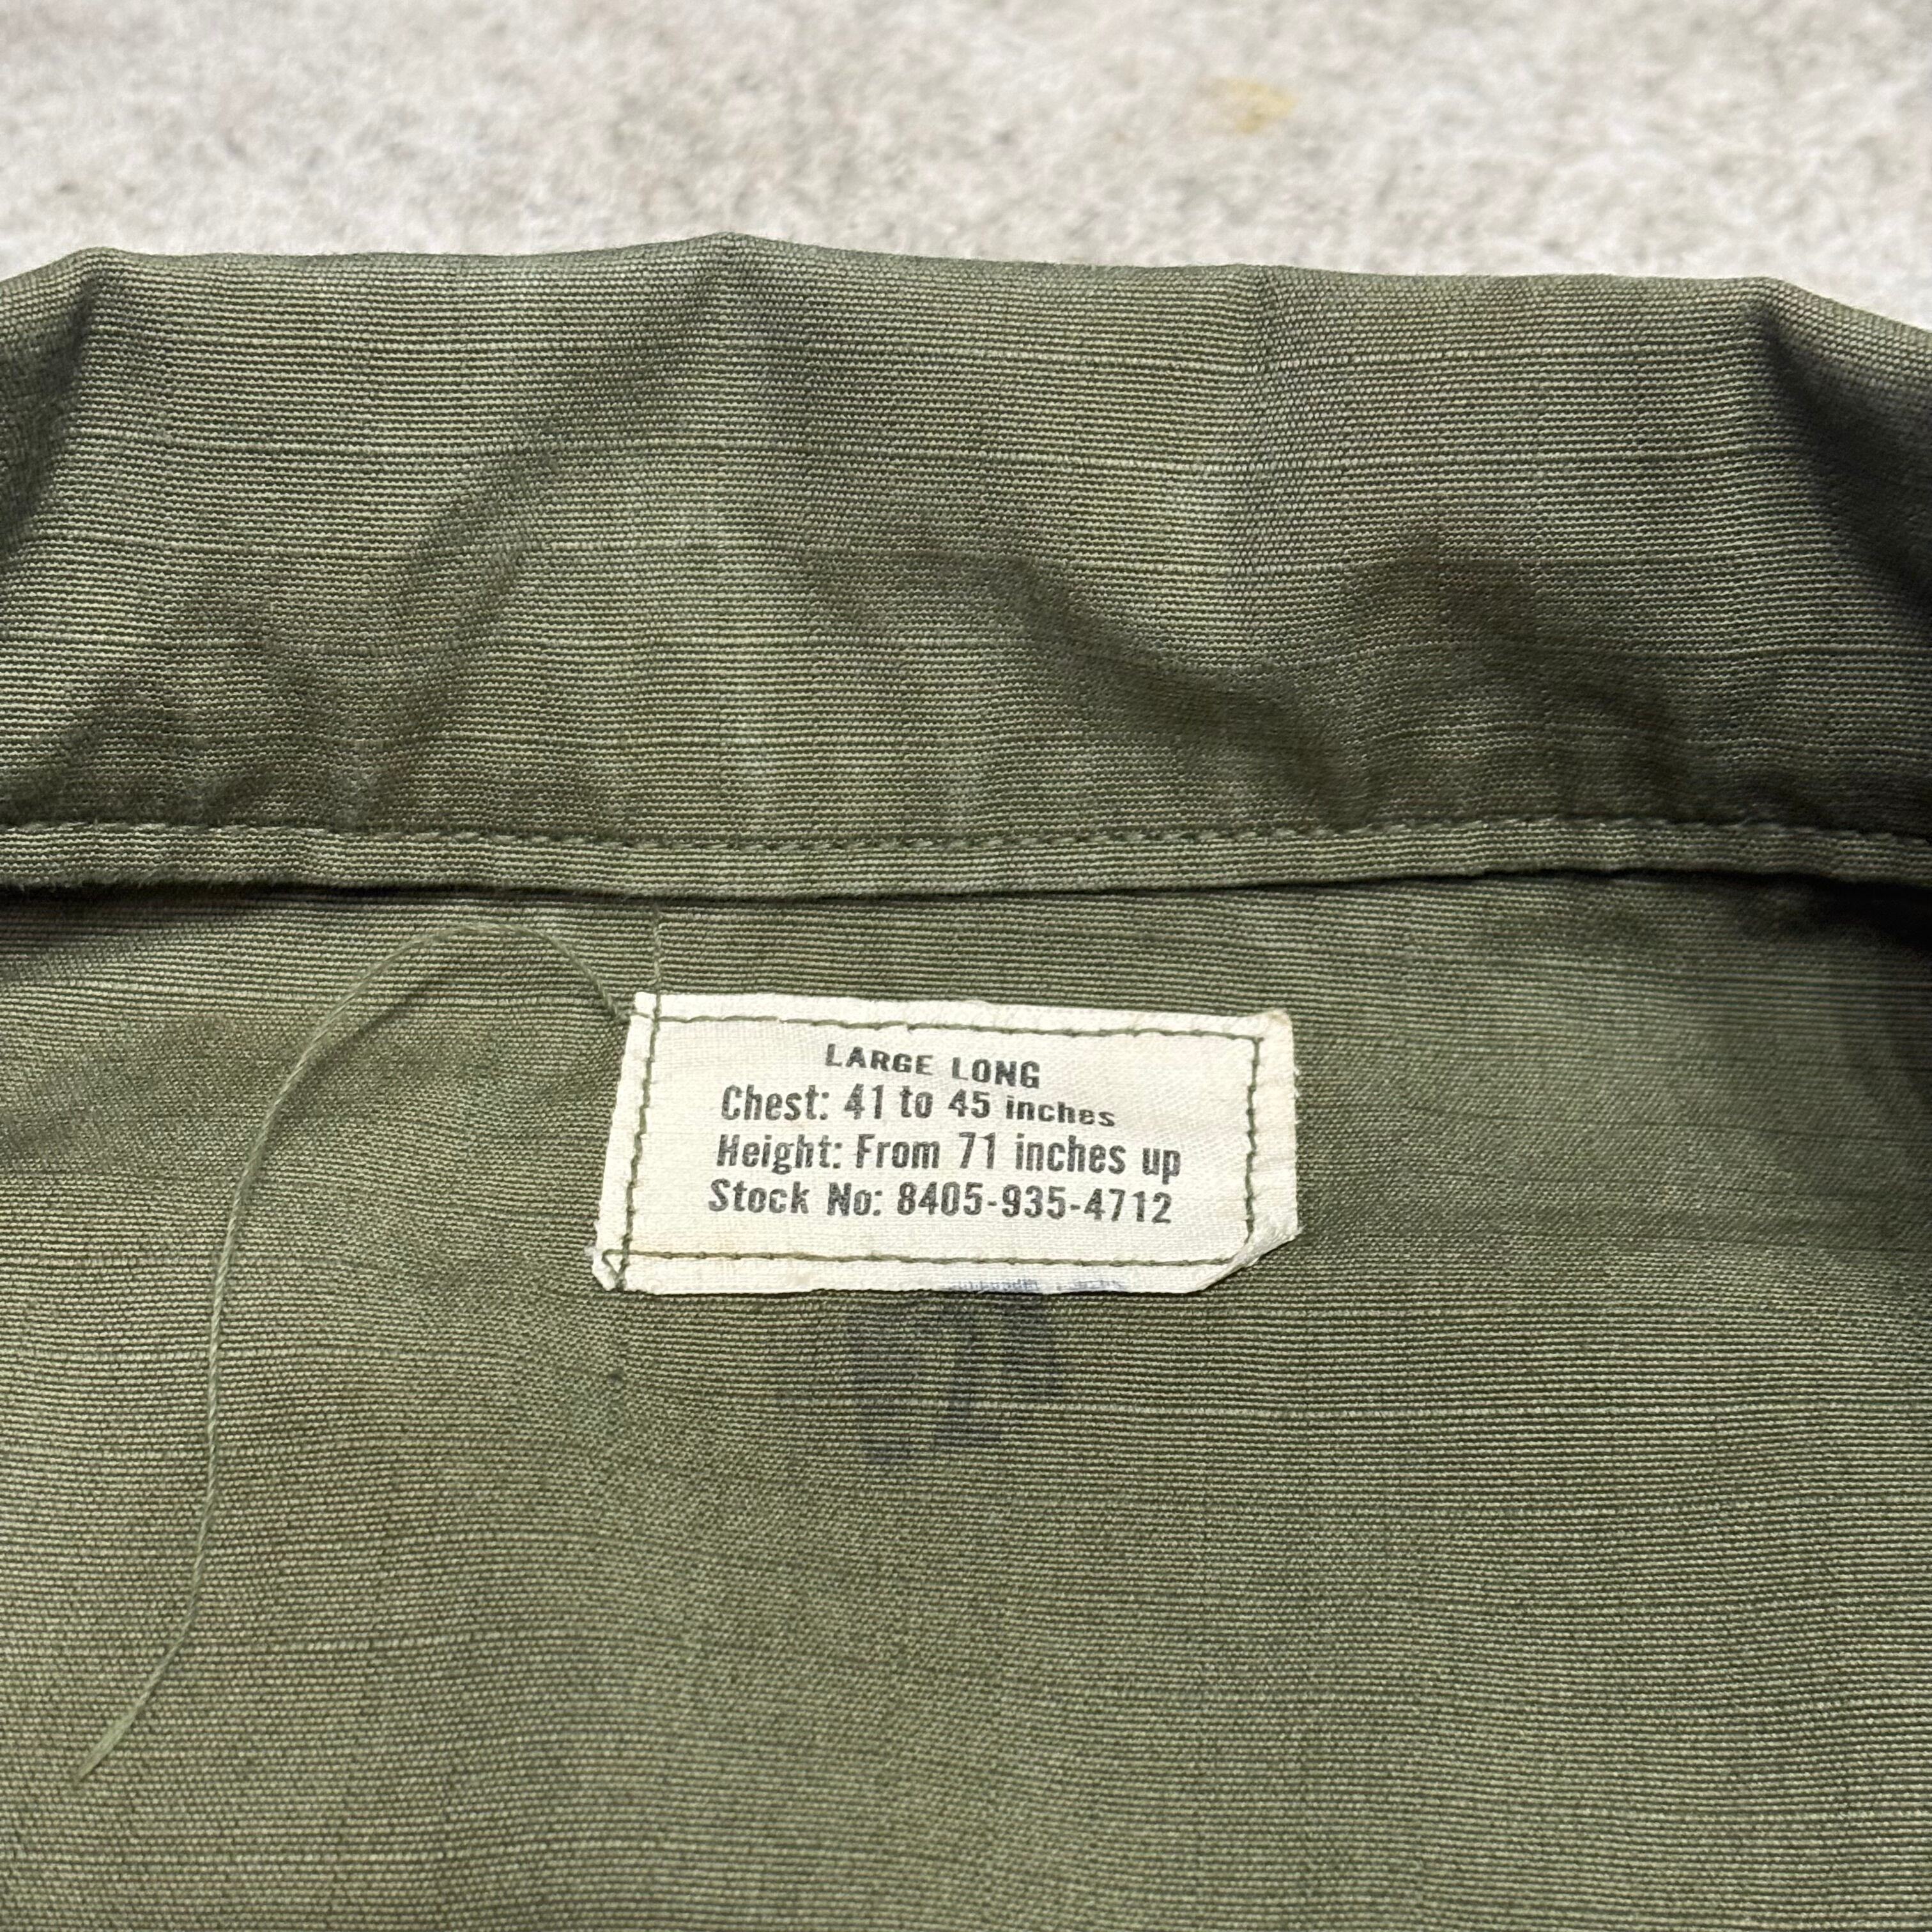 LARGE LONG
Chest: 41 to 45 inches
Height: From 71 inches up
Stock No: 8405-935-4712